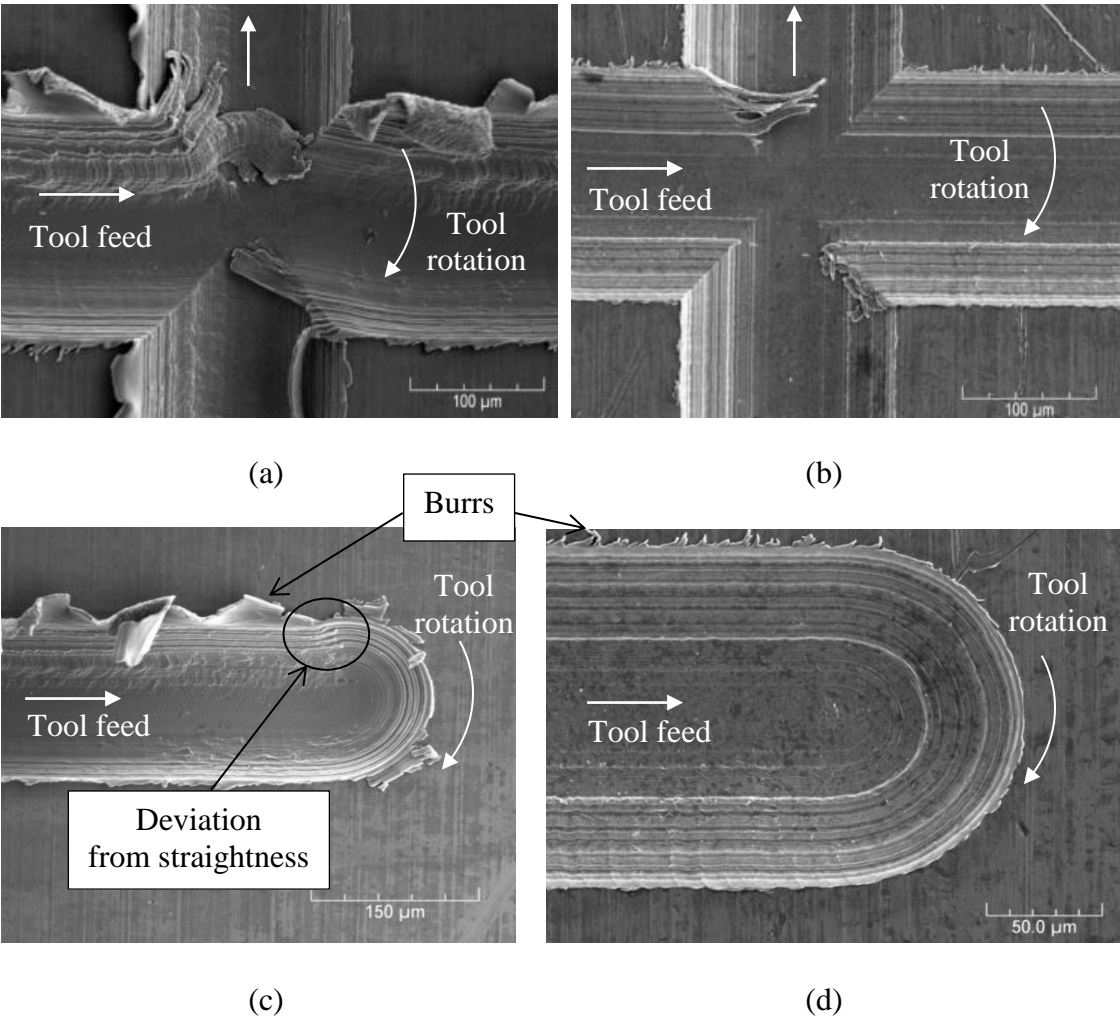 Tool feed
Tool
rotation
100 µm
(a)
Tool feed
Tool
rotation
100 µm
(b)
Burrs
Tool
rotation
Tool feed
Deviation
from straightness
150 µm
(c)
Tool
rotation
Tool feed
50.0 µm
(d)